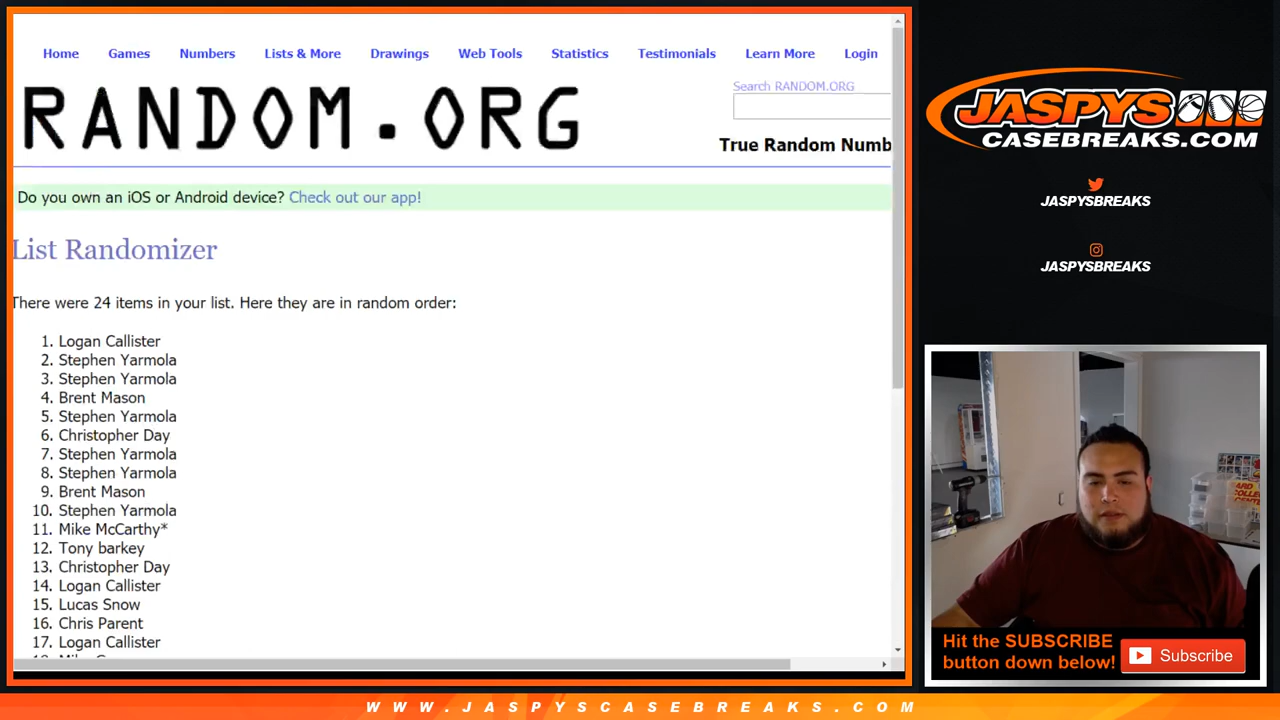 Home Games Numbers Lists & More Drawings Web Tools Statistics Testimonials Learn More Login
RANDOM.ORG
Search RANDOM.ORG
True Random Numb
Do you own an iOS or Android device? Check out our app!
List Randomizer
There were 24 items in your list. Here they are in random order:
1. Logan Callister
2. Stephen Yarmola
3. Stephen Yarmola
4. Brent Mason
5. Stephen Yarmola
6. Christopher Day
7. Stephen Yarmola
8. Stephen Yarmola
9. Brent Mason
10. Stephen Yarmola
11. Mike McCarthy*
12. Tony barkey
13. Christopher Day
14. Logan Callister
15. Lucas Snow
16. Chris Parent
17. Logan Callister
JASPYS
CASEBREAKS.COM
JASPYSBREAKS
JASPYSBREAKS
Hit the SUBSCRIBE
button down below!
Subscribe
WWW.JASPYSCASEBREAKS.COM